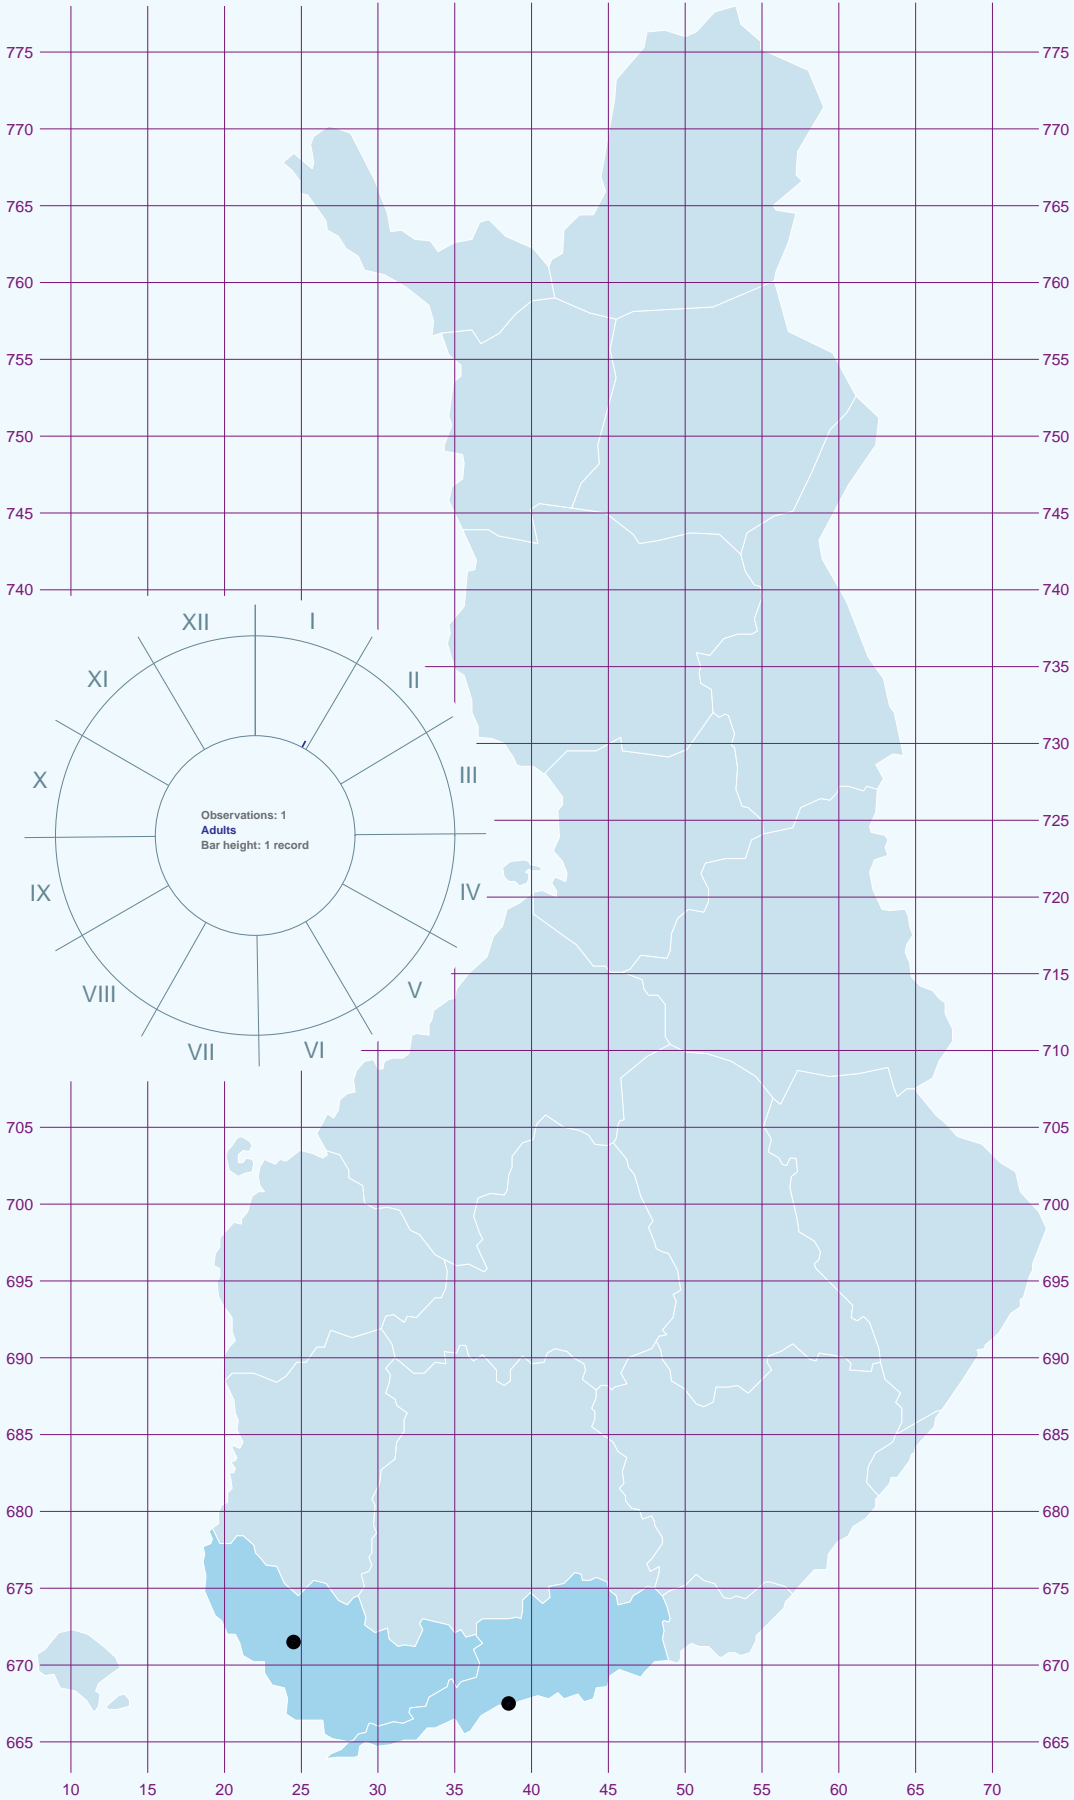 775 775
770 770
765 765
760 760
755 755
750 750
745 745
740 740
XII I
735
XI II
730
X III
Observations: 1
725
Adults
Bar height: 1 record
IX IV 720
VIII V 715
VII VI 710
705 705
700 700
695 695
690 690
685 685
680 680
675 675
670 670
665 665
10 15 20 25 30 35 40 45 50 55 60 65 70